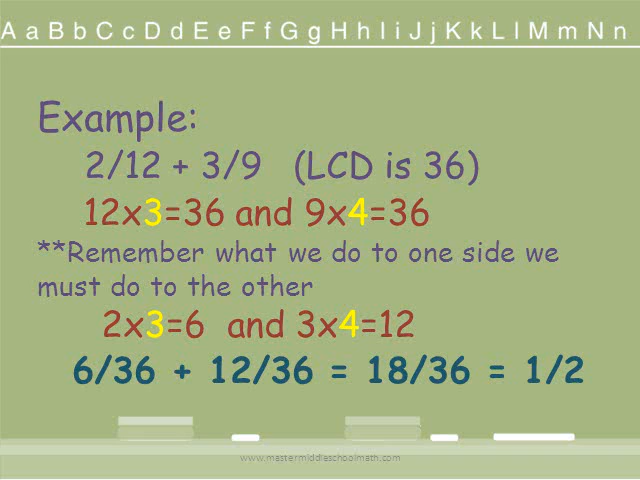 A a B b C c D d E e F f G g H h I i J j K k L l M m N n
Example:
2/12 + 3/9 (LCD is 36)
12x3=36 and 9x4=36
**Remember what we do to one side we
must do to the other
2x3=6 and 3x4=12
6/36 + 12/36 = 18/36 = 1/2
www.mastermiddleschoolmath.com